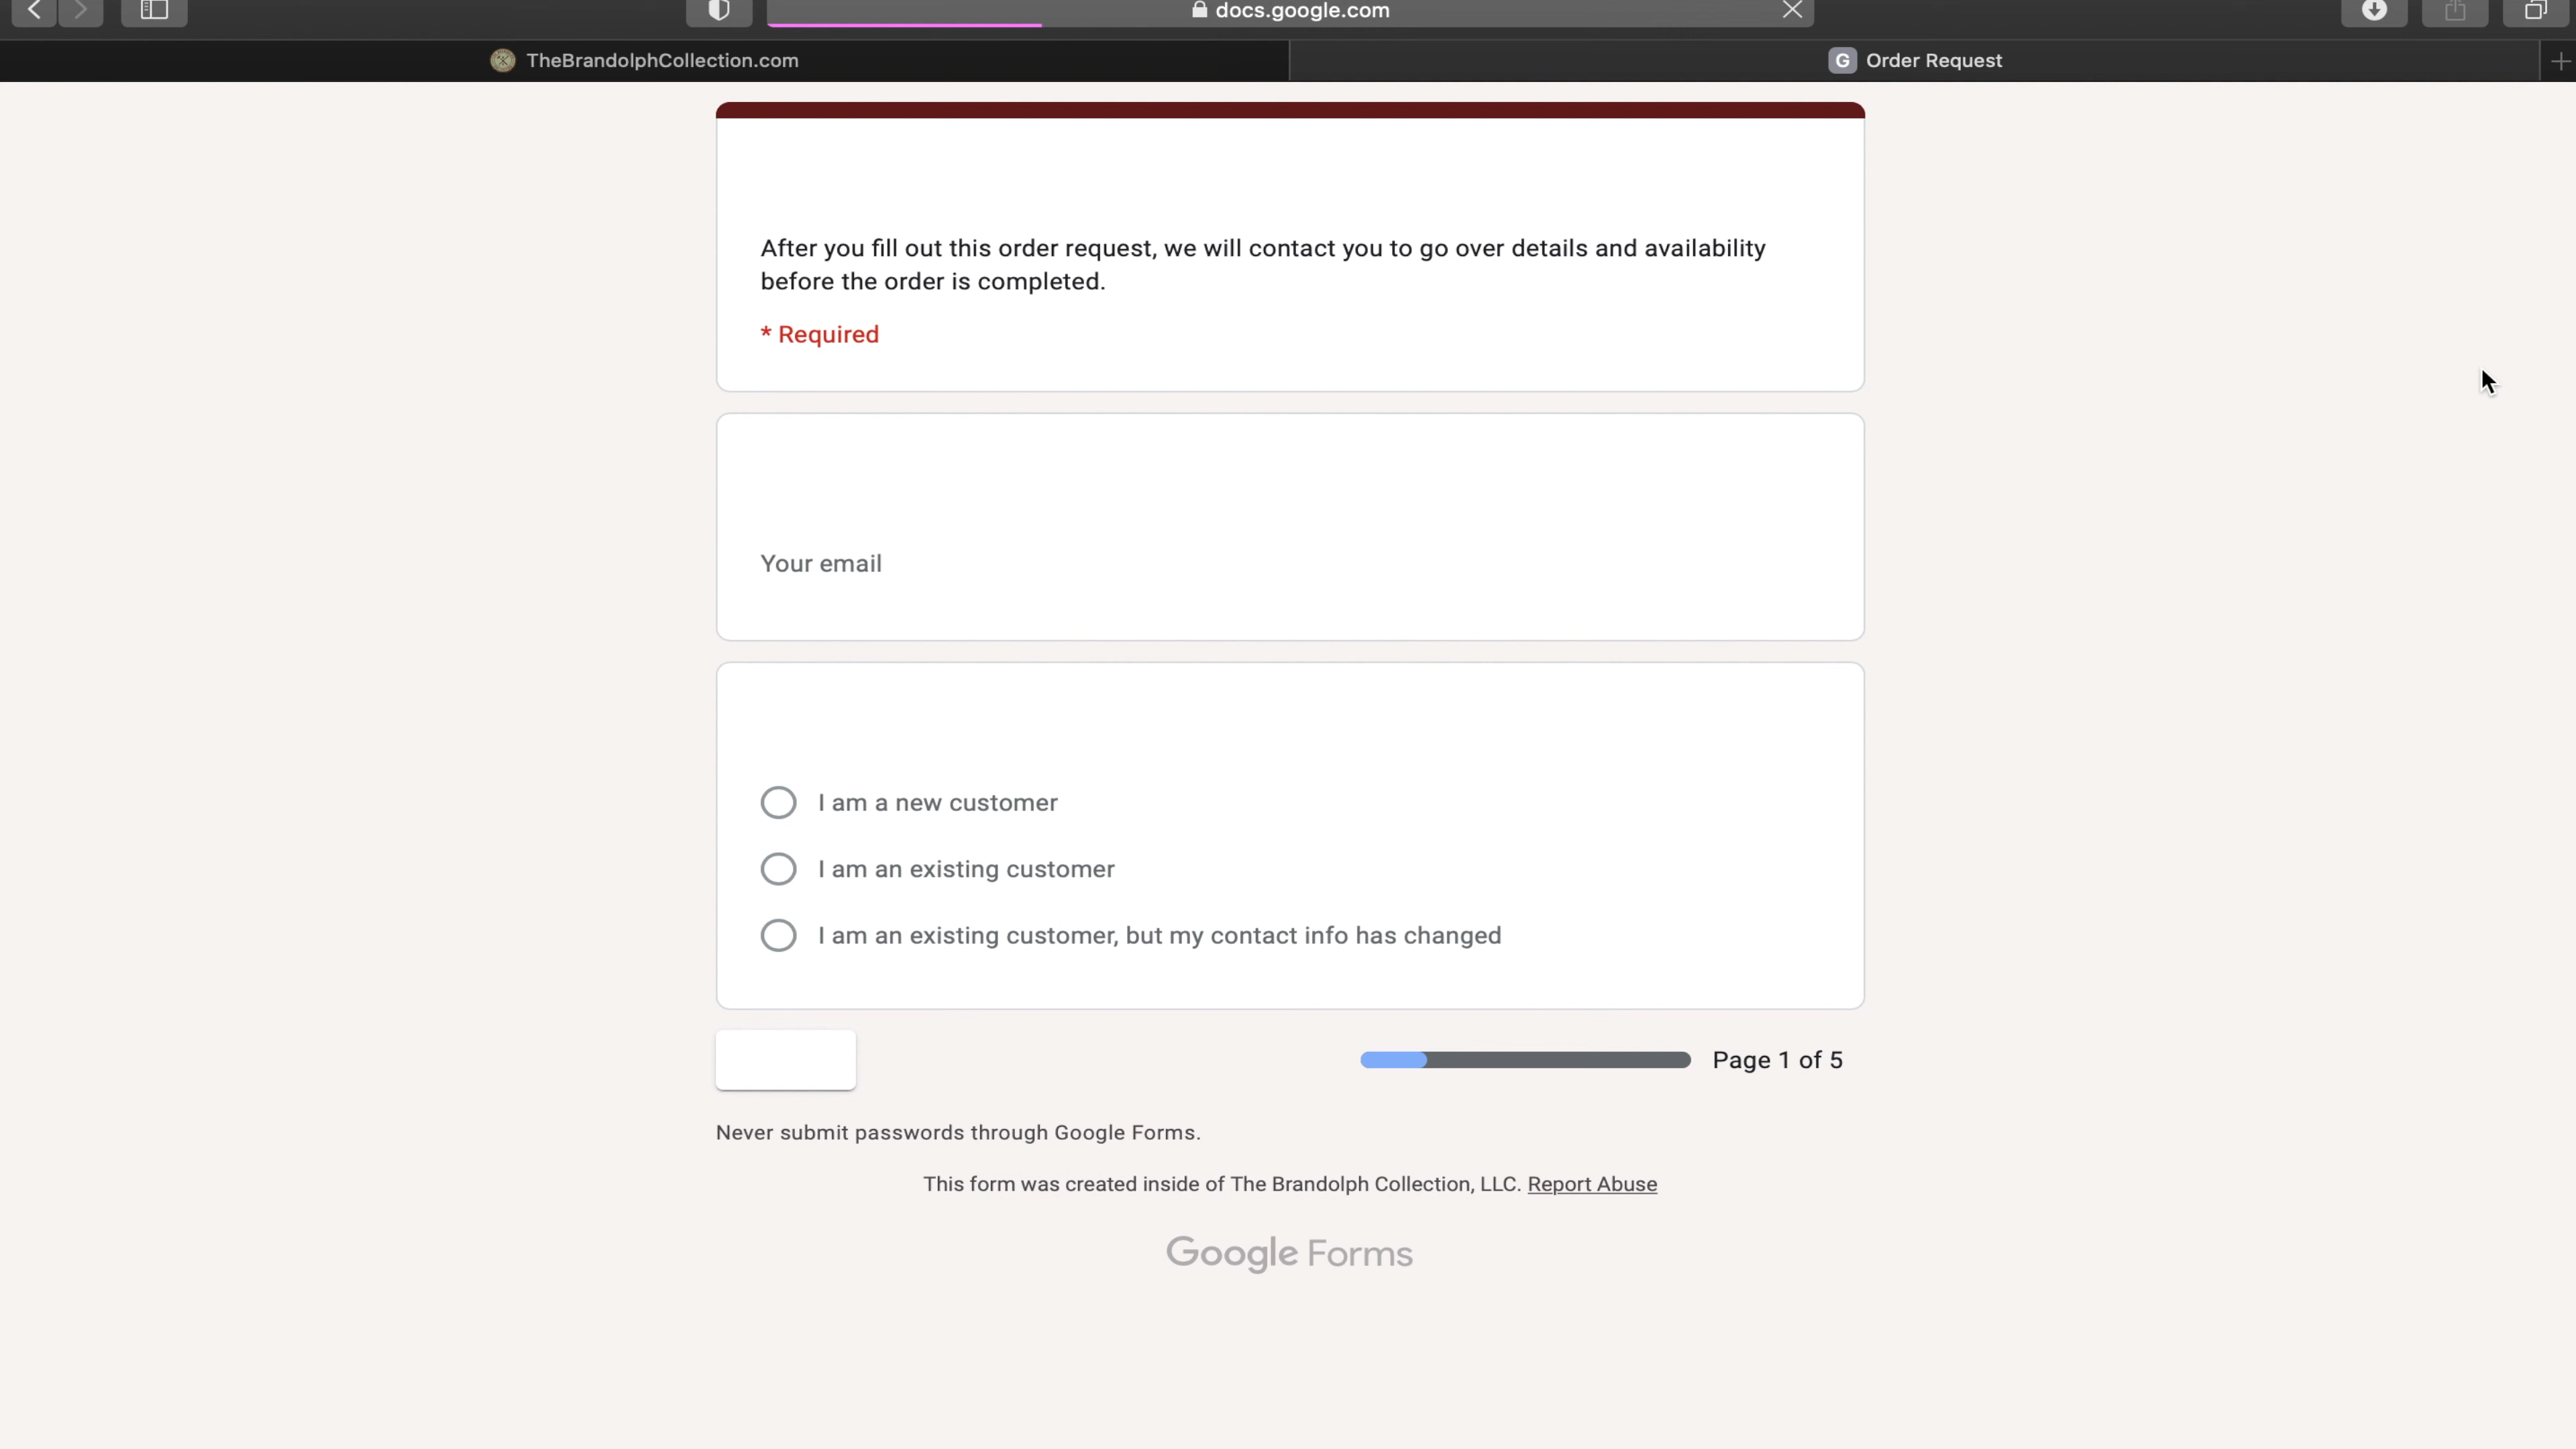 docs.google.com
TheBrandolphCollection.com
G Order Request
After you fill out this order request, we will contact you to go over details and availability
before the order is completed.
* Required
Your email
I am a new customer
I am an existing customer
I am an existing customer, but my contact info has changed
Page 1 of 5
Never submit passwords through Google Forms.
This form was created inside of The Brandolph Collection, LLC. Report Abuse
Google Forms